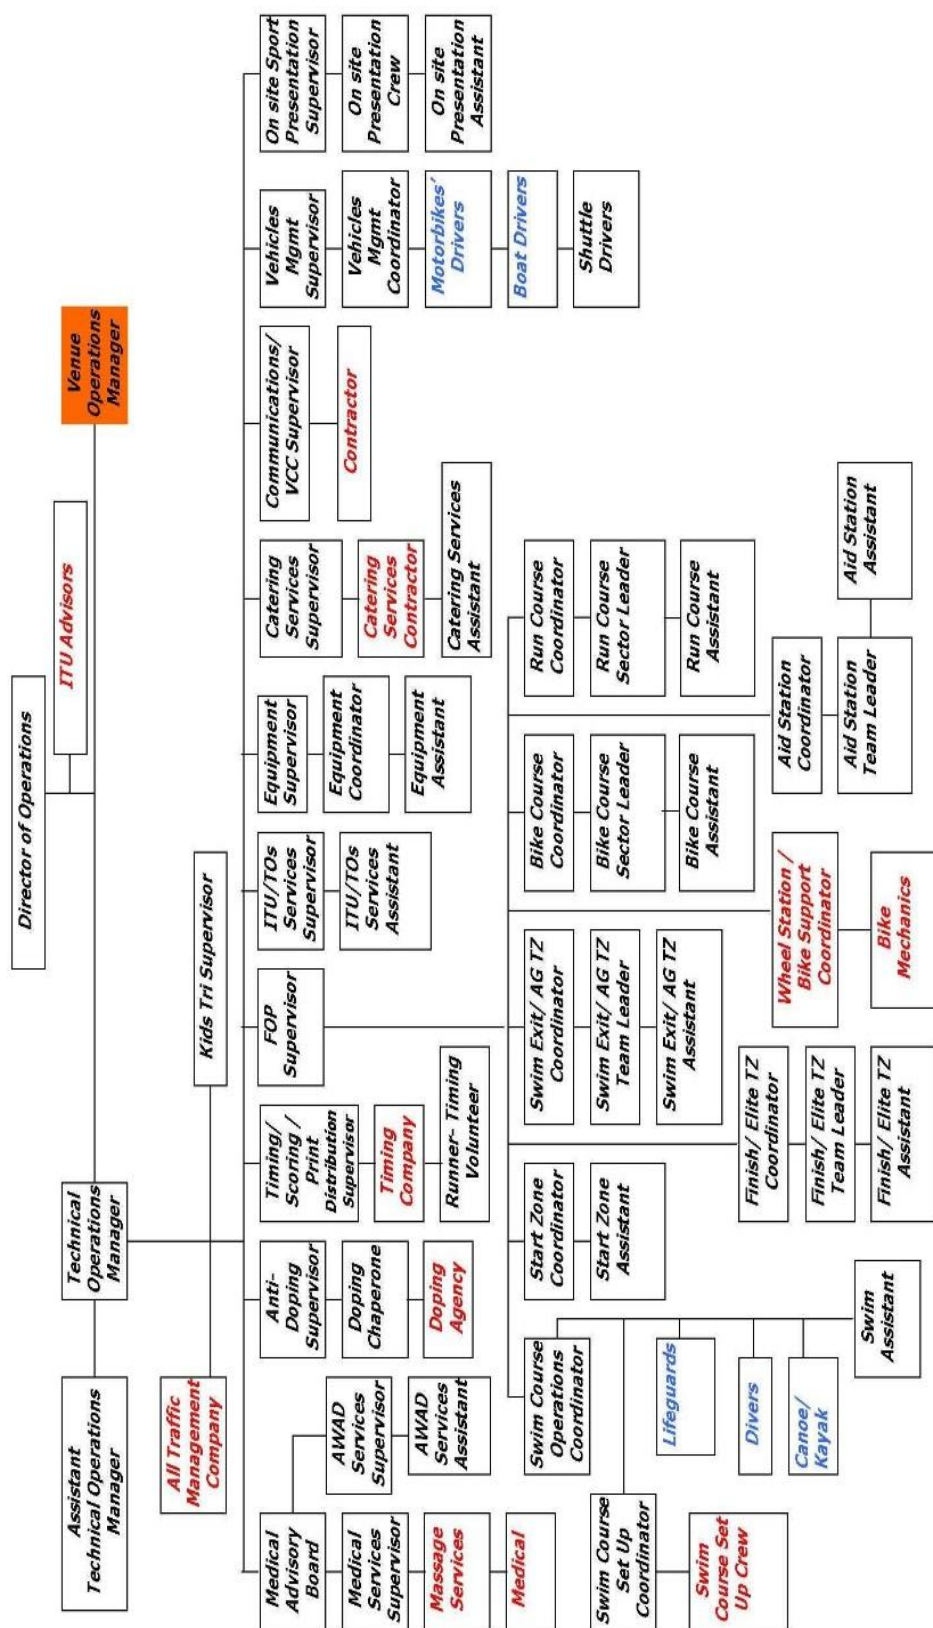 Director of Operations
ITU Advisors
Assistant
Technical Operations
Manager
Technical
Operations
Manager
Venue
Operations
Manager
All Traffic
Management
Company
Kids Tri Supervisor
Medical
Advisory
Board
Medical
Services
Supervisor
Massage
Services
Medical
AWAD
Services
Supervisor
AWAD
Services
Assistant
Anti-
Doping
Supervisor
Doping
Chaperone
Doping
Agency
Timing/
Scoring /
Print
Distribution
Supervisor
Timing
Company
Runner- Timing
Volunteer
FOP
Supervisor
ITU/TOs
Services
Supervisor
ITU/TOs
Services
Assistant
Equipment
Supervisor
Equipment
Coordinator
Equipment
Assistant
Catering
Services
Supervisor
Catering
Services
Contractor
Catering Services
Assistant
Communications/
VCC Supervisor
Contractor
Vehicles
Mgmt
Supervisor
Vehicles
Mgmt
Coordinator
Motorbikes'
Drivers
Boat Drivers
Shuttle
Drivers
On site Sport
Presentation
Supervisor
On site
Presentation
Crew
On site
Presentation
Assistant
Swim Course
Operations
Coordinator
Swim Course
Set Up
Coordinator
Swim
Course Set
Up Crew
Lifeguards
Divers
Canoe/
Kayak
Swim
Assistant
Start Zone
Coordinator
Start Zone
Assistant
Finish/ Elite TZ
Coordinator
Finish/ Elite TZ
Team Leader
Finish/ Elite TZ
Assistant
Swim Exit/ AG TZ
Coordinator
Swim Exit/ AG TZ
Team Leader
Swim Exit/ AG TZ
Assistant
Wheel Station /
Bike Support
Coordinator
Bike
Mechanics
Bike Course
Coordinator
Bike Course
Sector Leader
Bike Course
Assistant
Aid Station
Coordinator
Aid Station
Team Leader
Aid Station
Assistant
Run Course
Coordinator
Run Course
Sector Leader
Run Course
Assistant